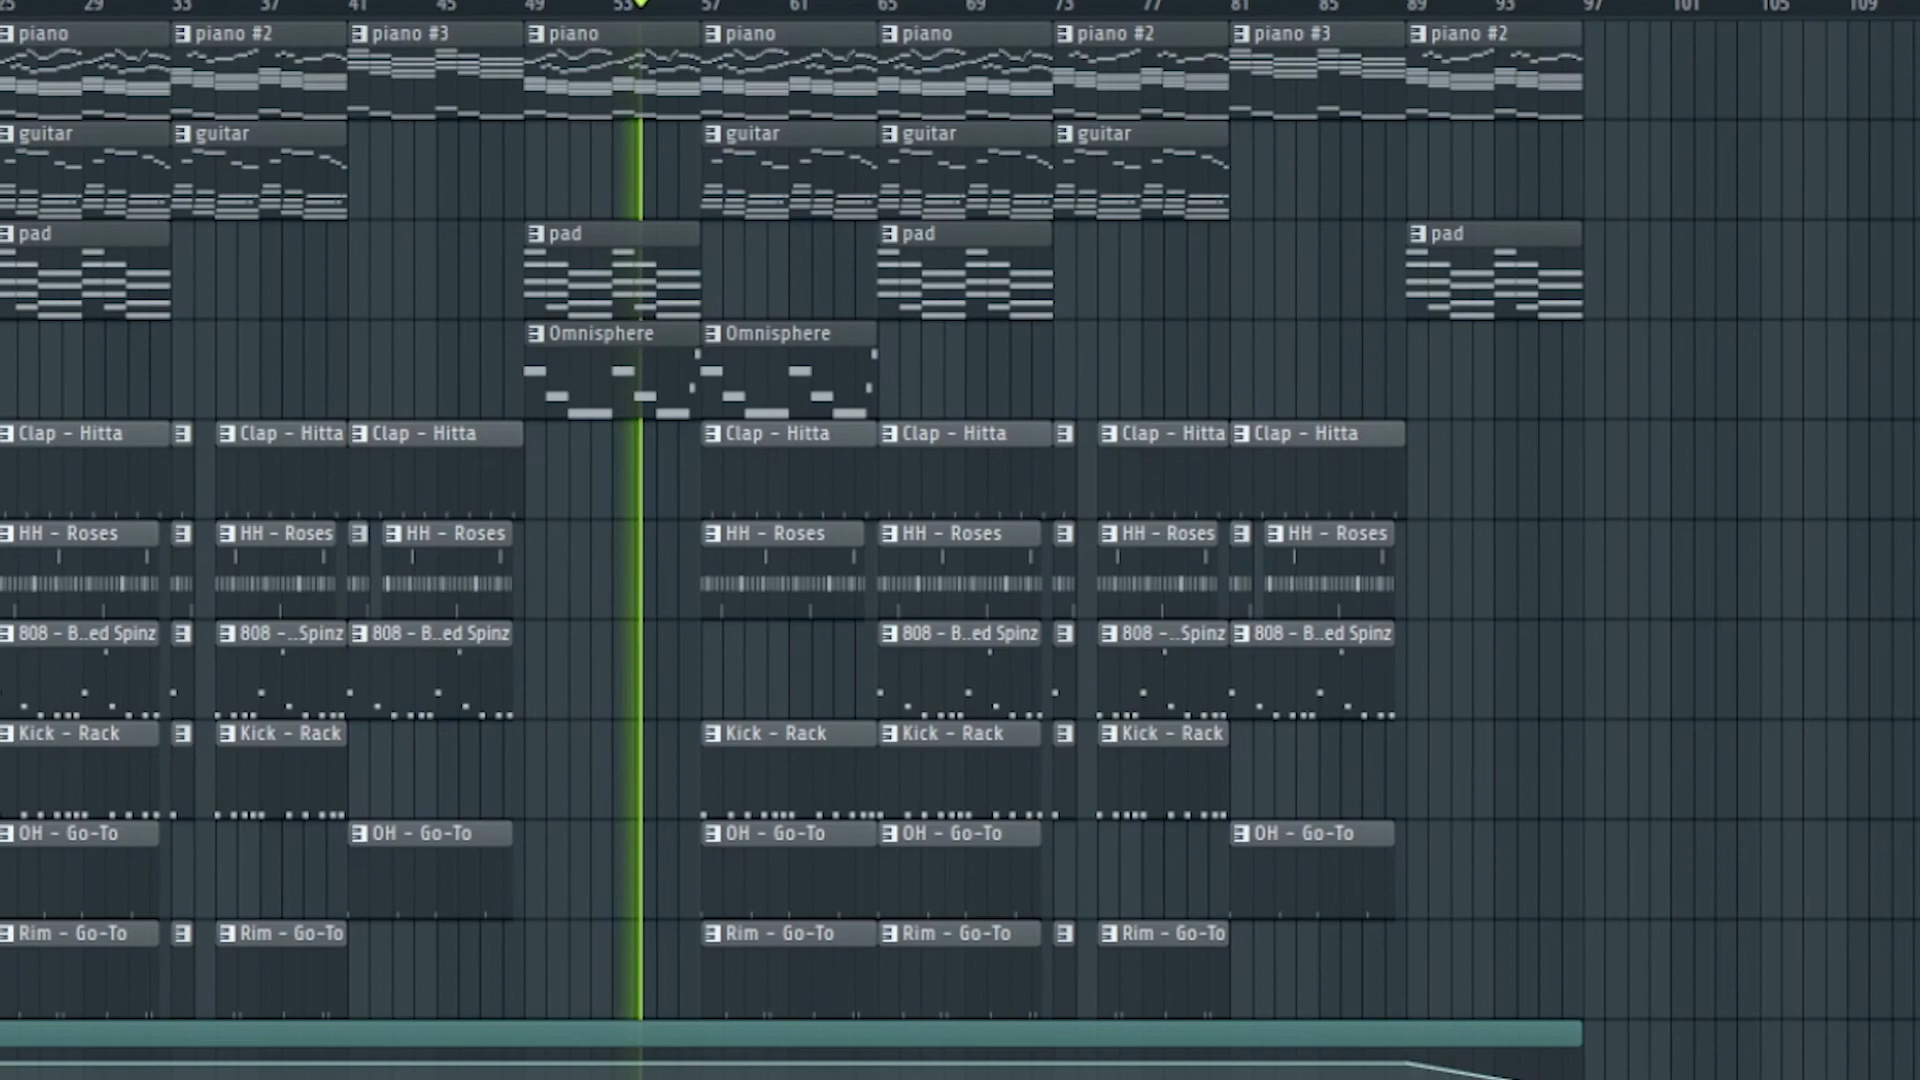 25 29 33 37 41 45 49 53 57 61 65 69 73 77 81 85 89 93 97 101 105 109
piano piano #2 piano #3 piano piano piano piano #2 piano #3 piano #2
guitar guitar guitar guitar guitar
pad pad pad pad
Omnisphere Omnisphere
Clap - Hitta Clap - Hitta Clap - Hitta Clap - Hitta Clap - Hitta Clap - Hitta Clap - Hitta
HH - Roses HH - Roses HH - Roses HH - Roses HH - Roses HH - Roses HH - Roses
808 - B..ed Spinz 808 -..Spinz 808 - B..ed Spinz 808 - B..ed Spinz 808 -..Spinz 808 - B..ed Spinz
Kick - Rack Kick - Rack Kick - Rack Kick - Rack Kick - Rack
OH - Go-To OH - Go-To OH - Go-To OH - Go-To OH - Go-To
Rim - Go-To Rim - Go-To Rim - Go-To Rim - Go-To Rim - Go-To